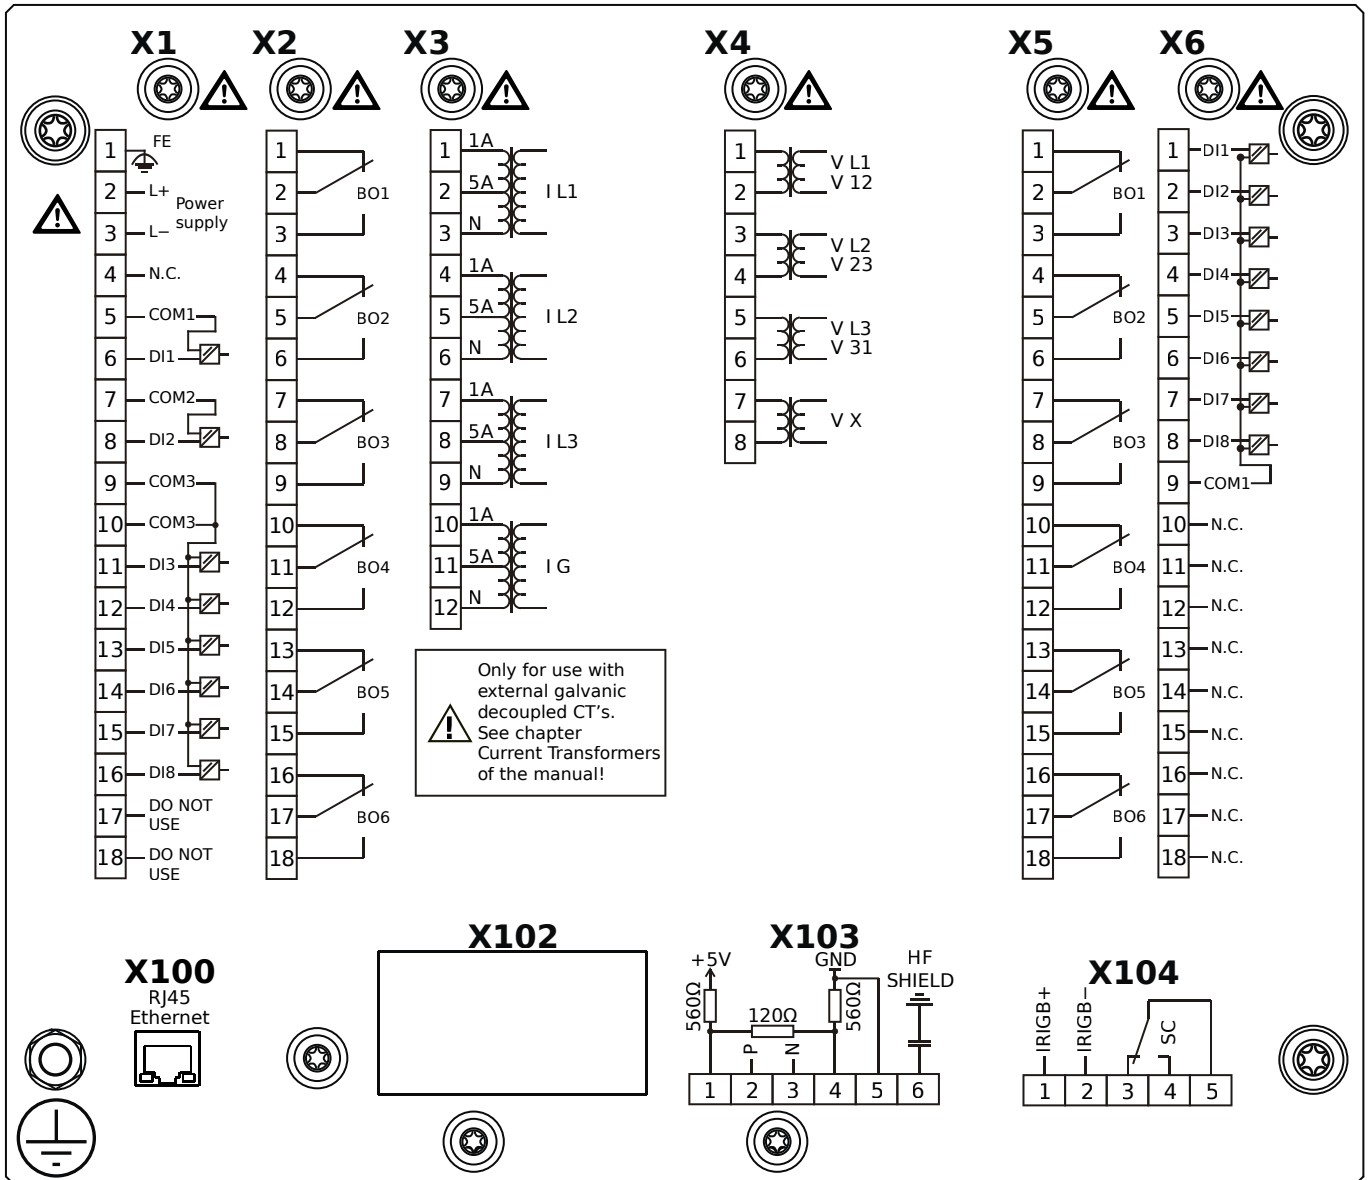 X1
1 FE
2 L+ Power supply
3 L−
4 N.C.
5 COM1
6 DI1
7 COM2
8 DI2
9 COM3
10 COM3
11 DI3
12 DI4
13 DI5
14 DI6
15 DI7
16 DI8
17 DO NOT
USE
18 DO NOT
USE
X2
1
2 BO1
3
4
5 BO2
6
7
8 BO3
9
10
11 BO4
12
13
14 BO5
15
16
17 BO6
18
X3
1 1A
2 5A I L1
3 N
4 1A
5 5A I L2
6 N
7 1A
8 5A I L3
9 N
10 1A
11 5A I G
12 N
Only for use with
external galvanic
decoupled CT's.
See chapter
Current Transformers
of the manual!
X4
1 V L1
2 V 12
3 V L2
4 V 23
5 V L3
6 V 31
7 V X
8
X5
1
2 BO1
3
4
5 BO2
6
7
8 BO3
9
10
11 BO4
12
13
14 BO5
15
16
17 BO6
18
X6
1 DI1
2 DI2
3 DI3
4 DI4
5 DI5
6 DI6
7 DI7
8 DI8
9 COM1
10 N.C.
11 N.C.
12 N.C.
13 N.C.
14 N.C.
15 N.C.
16 N.C.
17 N.C.
18 N.C.
X100
RJ45
Ethernet
X102
X103
+5V GND HF
SHIELD
560Ω 120Ω 560Ω
P N
1 2 3 4 5 6
X104
IRIGB+ IRIGB− SC
1 2 3 4 5